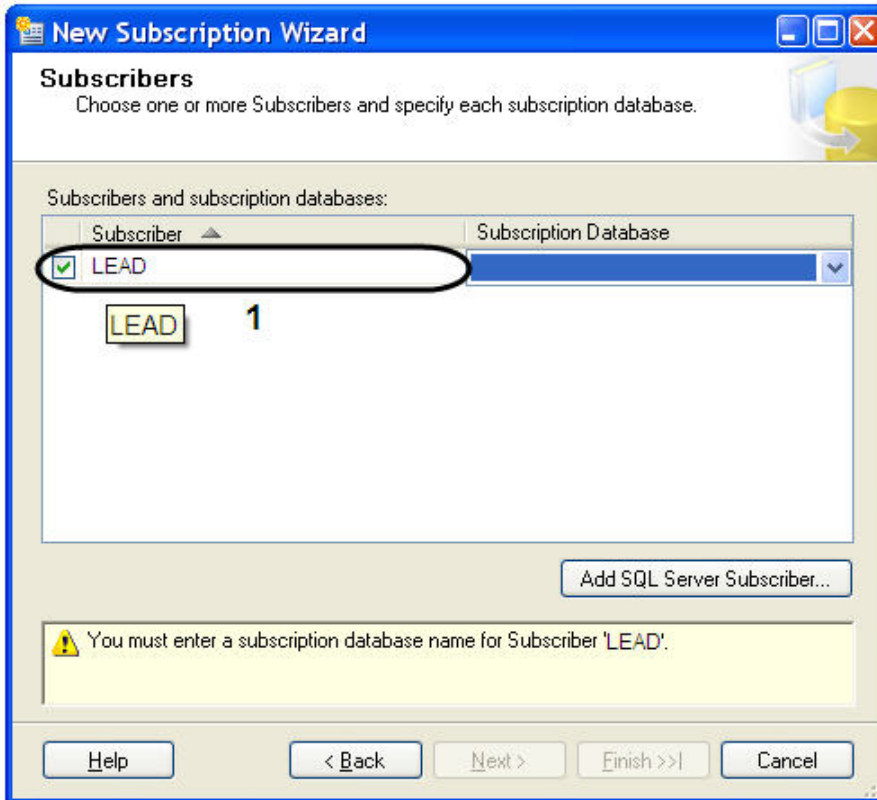 New Subscription Wizard
Subscribers
Choose one or more Subscribers and specify each subscription database.
Subscribers and subscription databases:
Subscriber Subscription Database
LEAD
LEAD 1
Add SQL Server Subscriber...
You must enter a subscription database name for Subscriber 'LEAD'.
Help < Back Next > Finish >>| Cancel